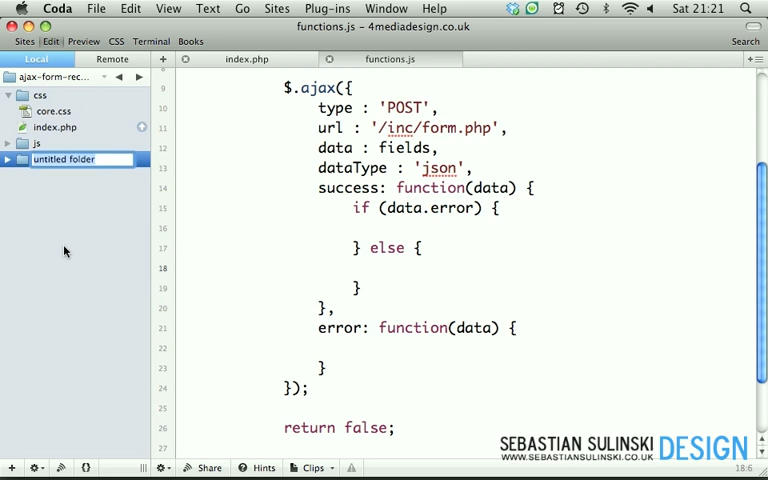 Coda File Edit View Text Go Sites Plug-ins Window Help Sat 21:21
functions.js - 4mediadesign.co.uk
Sites Edit Preview CSS Terminal Books Search
Local Remote index.php functions.js
ajax-form-rec...
css
core.css
index.php
js
untitled folder
8
9 $.ajax({
10 type : 'POST',
11 url : '/inc/form.php',
12 data : fields,
13 dataType : 'json',
14 success: function(data) {
15 if (data.error) {
16
17 } else {
18
19 }
20 },
21 error: function(data) {
22
23 }
24 });
25
26 return false;
27
SEBASTIAN SULINSKI DESIGN
WWW.SEBASTIANSULINSKI.CO.UK
Share Hints Clips 18:6